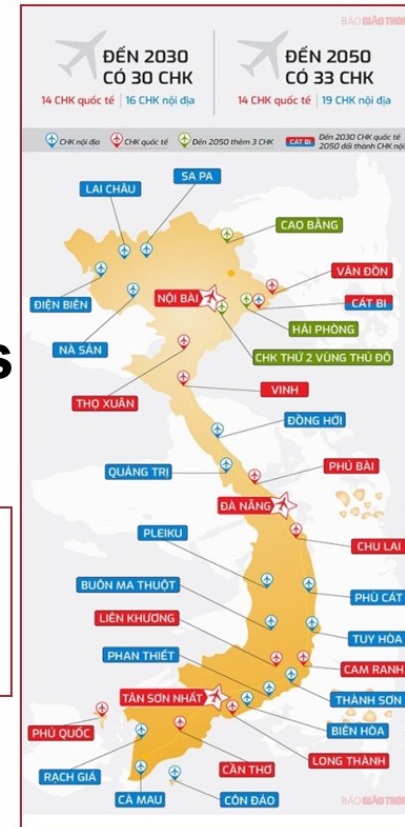 BÁO GIAO THÔNG
ĐẾN 2030
CÓ 30 CHK
14 CHK quốc tế | 16 CHK nội địa
ĐẾN 2050
CÓ 33 CHK
14 CHK quốc tế | 19 CHK nội địa
CHK nội địa
CHK quốc tế
Đến 2050 thêm 3 CHK
CÁT BI
Đến 2030 CHK quốc tế
2050 đổi thành CHK nội
SA PA
LAI CHÂU
CAO BẰNG
VÂN ĐỒN
NỘI BÀI
CÁT BI
ĐIỆN BIÊN
HẢI PHÒNG
NÀ SẢN
CHK THỨ 2 VÙNG THỦ ĐÔ
S
THỌ XUÂN
VINH
ĐỒNG HỚI
QUẢNG TRỊ
PHÚ BÀI
ĐÀ NẴNG
PLEIKU
CHU LAI
BUÔN MA THUỘT
PHÙ CÁT
LIÊN KHƯƠNG
TUY HÒA
PHAN THIẾT
CAM RANH
TÂN SƠN NHẤT
THÀNH SƠN
PHÚ QUỐC
BIÊN HÒA
LONG THÀNH
RẠCH GIÁ
CẦN THƠ
CÀ MAU
CÔN ĐẢO
BÁO GIAO THÔNG